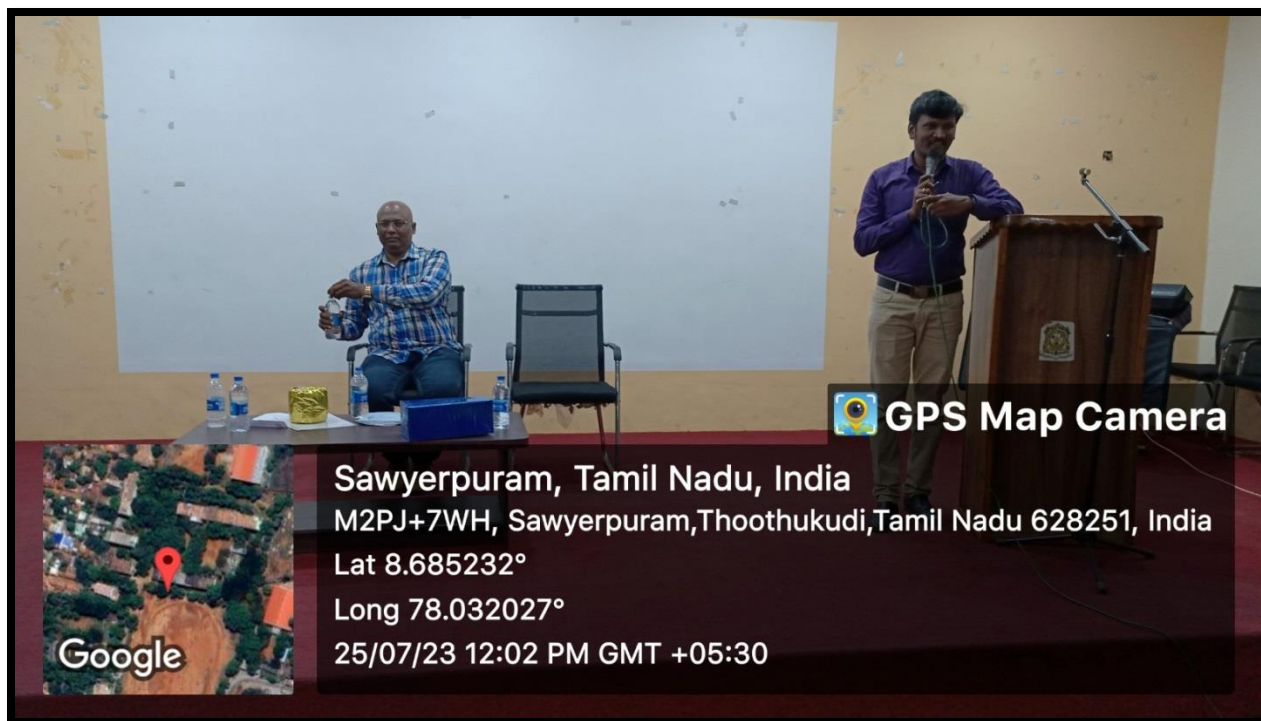 GPS Map Camera
Sawyerpuram, Tamil Nadu, India
M2PJ+7WH, Sawyerpuram,Thoothukudi,Tamil Nadu 628251, India
Lat 8.685232°
Long 78.032027°
25/07/23 12:02 PM GMT +05:30
Google